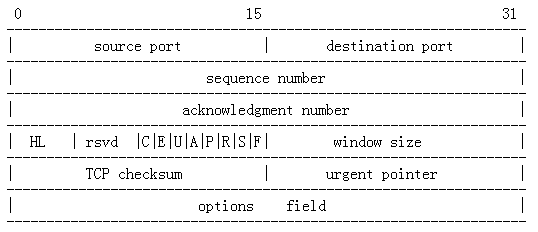 0 15 31
| source port | destination port |
| sequence number |
| acknowledgment number |
| HL | rsvd |C|E|U|A|P|R|S|F| window size |
| TCP checksum | urgent pointer |
| options field |